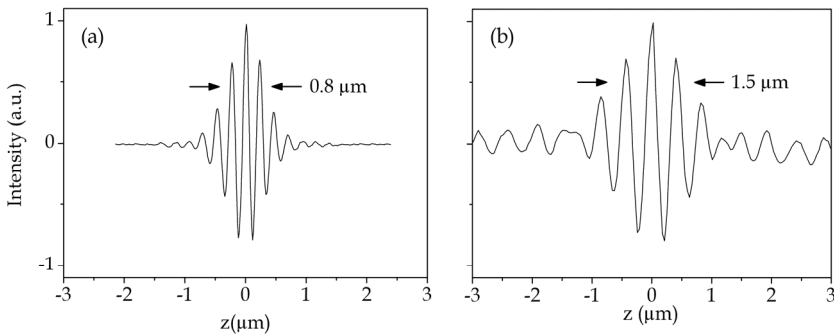 (a)
0.8 µm
Intensity (a.u.)
1
0
-1
-3 -2 -1 0 1 2 3
z(µm)
(b)
1.5 µm
-3 -2 -1 0 1 2 3
z (µm)